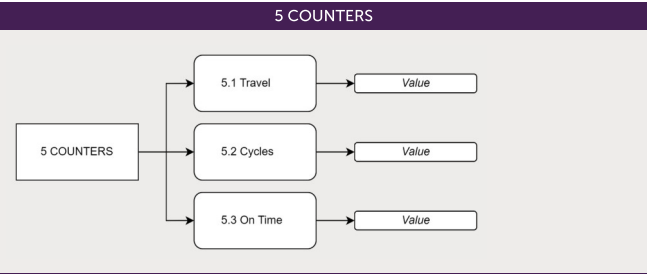 5 COUNTERS
5.1 Travel
Value
5 COUNTERS
5.2 Cycles
Value
5.3 On Time
Value